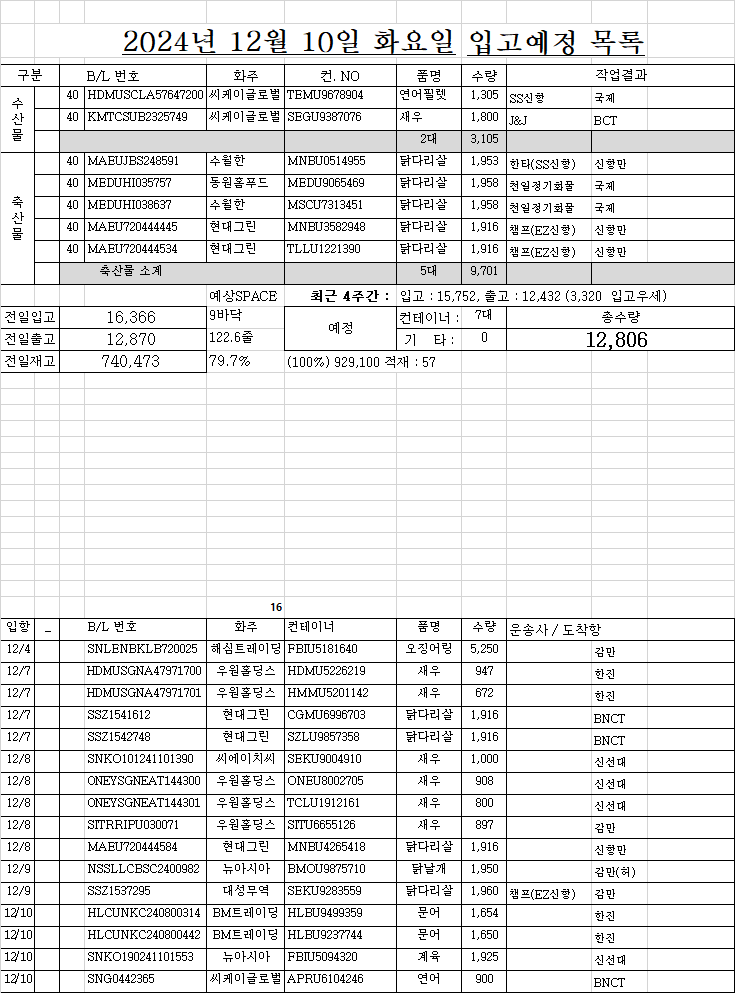 2024년 12월 10일 화요일 입고예정 목록
구분 B/L 번호 화주 컨. NO 품명 수량 작업결과
수산물
40 HDMUSCLA57647200 씨케이글로벌 TBMU9678904 연어필렛 1,305 SS신항 국제
40 KMTCSUB2325749 씨케이글로벌 SEGU9387076 새우 1,800 J&J BCT
2대 3,105
축산물
40 MAEUJBS248591 수월한 MNBU0514955 닭다리살 1,953 한타(SS신항) 신항만
40 MEDUHI035757 동원홈푸드 MEDU9065469 닭다리살 1,958 천일정기화물 국제
40 MEDUHI038637 수월한 MSCU7313451 닭다리살 1,958 천일정기화물 국제
40 MAEU720444445 현대그린 MNBU3582948 닭다리살 1,916 캠프(EZ신항) 신항만
40 MAEU720444534 현대그린 TLLU1221390 닭다리살 1,916 캠프(EZ신항) 신항만
축산물 소계 5대 9,701
예상SPACE 최근 4주간 : 입고 : 15,752, 출고 : 12,432 (3,320 입고우세)
전일입고 16,366 9바닥 예정 컨테이너 : 7대 총수량
전일출고 12,870 122.6줄 기 타 : 0 12,806
전일재고 740,473 79.7% (100%) 929,100 적재 : 57
16
입항 _ B/L 번호 화주 컨테이너 품명 수량 운송사 / 도착항
12/4 SNLENBKLB720025 해심트레이딩 FBIU5181640 오징어링 5,250 감만
12/7 HDMUSGNA47971700 우원홀딩스 HDMU5226219 새우 947 한진
12/7 HDMUSGNA47971701 우원홀딩스 HMMU5201142 새우 672 한진
12/7 SSZ1541612 현대그린 CGMU6996703 닭다리살 1,916 BNCT
12/7 SSZ1542748 현대그린 SZLU9857358 닭다리살 1,916 BNCT
12/8 SNKO101241101390 씨에이치씨 SEKU9004910 새우 1,000 신선대
12/8 ONEYSGNEAT144300 우원홀딩스 ONEU8002705 새우 908 신선대
12/8 ONEYSGNEAT144301 우원홀딩스 TCLU1912161 새우 800 신선대
12/8 SITRRIPU030071 우원홀딩스 SITU6655126 새우 897 감만
12/8 MAEU720444584 현대그린 MNBU4265418 닭다리살 1,916 신항만
12/9 NSSLLCBSC2400982 뉴아시아 BMOU9875710 닭날개 1,950 감만(허)
12/9 SSZ1537295 대성무역 SEKU9283559 닭다리살 1,960 캠프(EZ신항) 감만
12/10 HLCUNKC240800314 BM트레이딩 HLBU9499359 문어 1,654 한진
12/10 HLCUNKC240800442 BM트레이딩 HLBU9237744 문어 1,650 한진
12/10 SNKO190241101553 뉴아시아 FBIU5094320 계육 1,925 신선대
12/10 SNG0442365 씨케이글로벌 APRU6104246 연어 900 BNCT